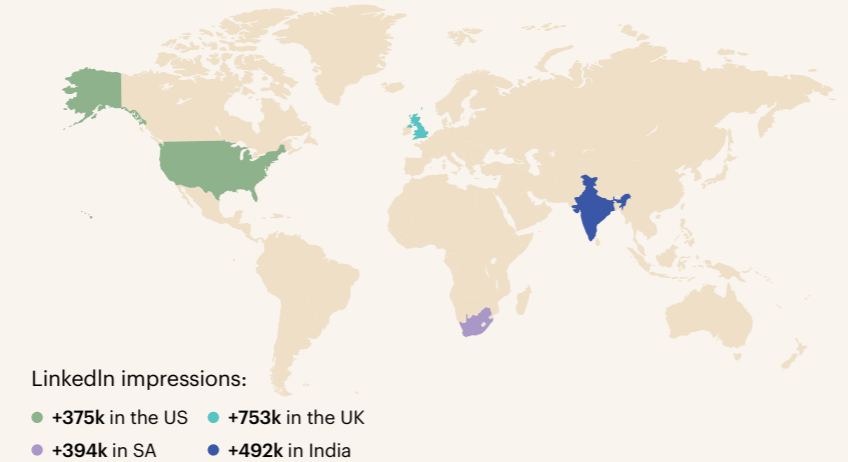 LinkedIn impressions:
+375k in the US
+753k in the UK
+394k in SA
+492k in India